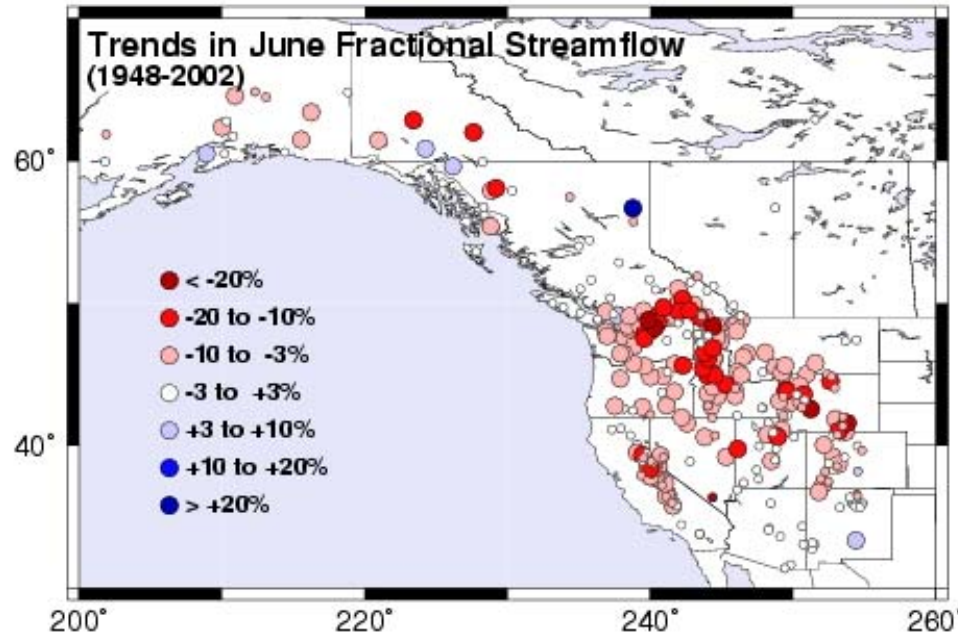 Trends in June Fractional Streamflow
(1948-2002)
60°
40°
< -20%
-20 to -10%
-10 to -3%
-3 to +3%
+3 to +10%
+10 to +20%
> +20%
200° 220° 240° 260°